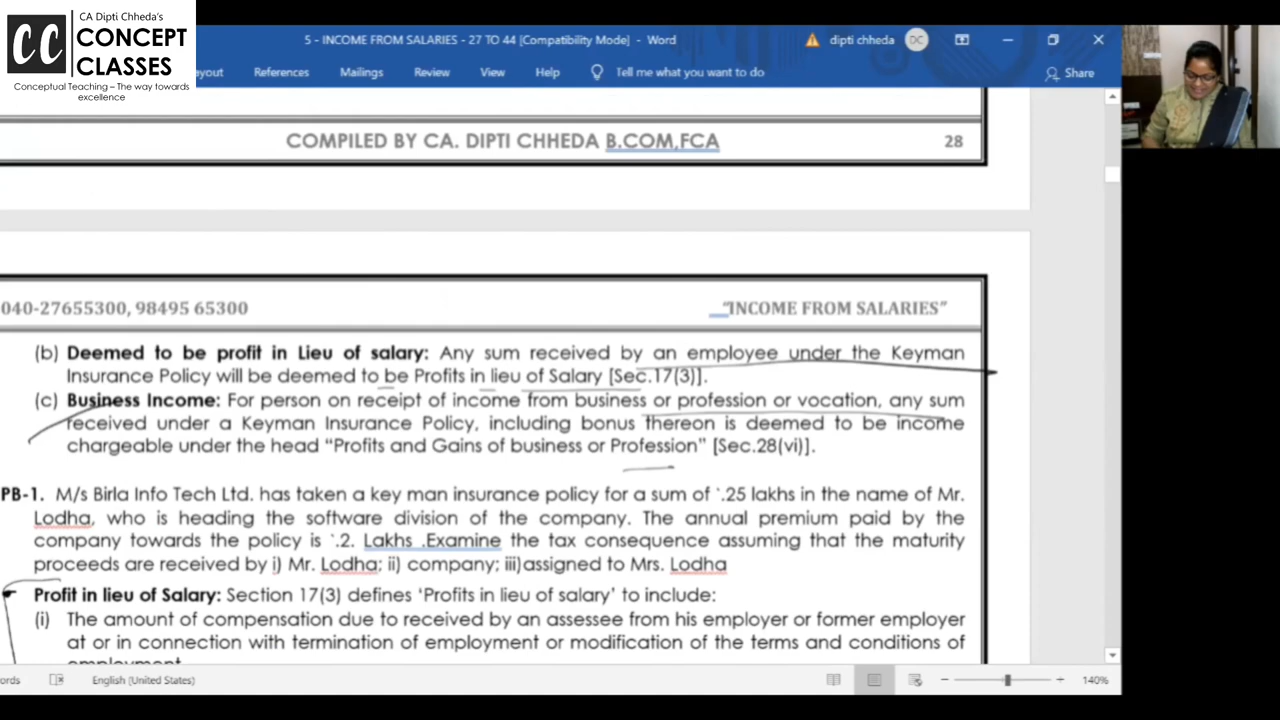 CA Dipti Chheda's
CC CONCEPT
CLASSES
Conceptual Teaching – The way towards
excellence
5 - INCOME FROM SALARIES - 27 TO 44 [Compatibility Mode] - Word
dipti chheda DC
ayout References Mailings Review View Help Tell me what you want to do Share
COMPILED BY CA. DIPTI CHHEDA B.COM,FCA 28
040-27655300, 98495 65300 "INCOME FROM SALARIES"
(b) Deemed to be profit in Lieu of salary: Any sum received by an employee under the Keyman
Insurance Policy will be deemed to be Profits in lieu of Salary [Sec.17(3)].
(c) Business Income: For person on receipt of income from business or profession or vocation, any sum
received under a Keyman Insurance Policy, including bonus thereon is deemed to be income
chargeable under the head "Profits and Gains of business or Profession" [Sec.28(vi)].
PB-1. M/s Birla Info Tech Ltd. has taken a key man insurance policy for a sum of `.25 lakhs in the name of Mr.
Lodha, who is heading the software division of the company. The annual premium paid by the
company towards the policy is `.2. Lakhs .Examine the tax consequence assuming that the maturity
proceeds are received by i) Mr. Lodha; ii) company; iii)assigned to Mrs. Lodha
Profit in lieu of Salary: Section 17(3) defines 'Profits in lieu of salary' to include:
(i) The amount of compensation due to received by an assessee from his employer or former employer
at or in connection with termination of employment or modification of the terms and conditions of
employment
ords English (United States) 140%